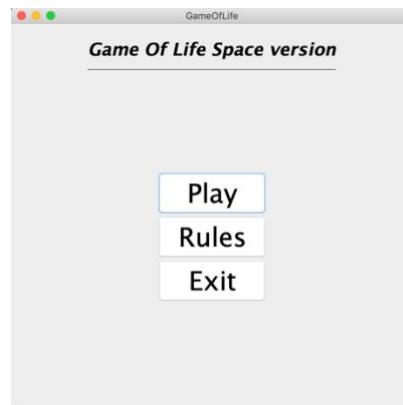 GameOfLife
Game Of Life Space version
Play
Rules
Exit